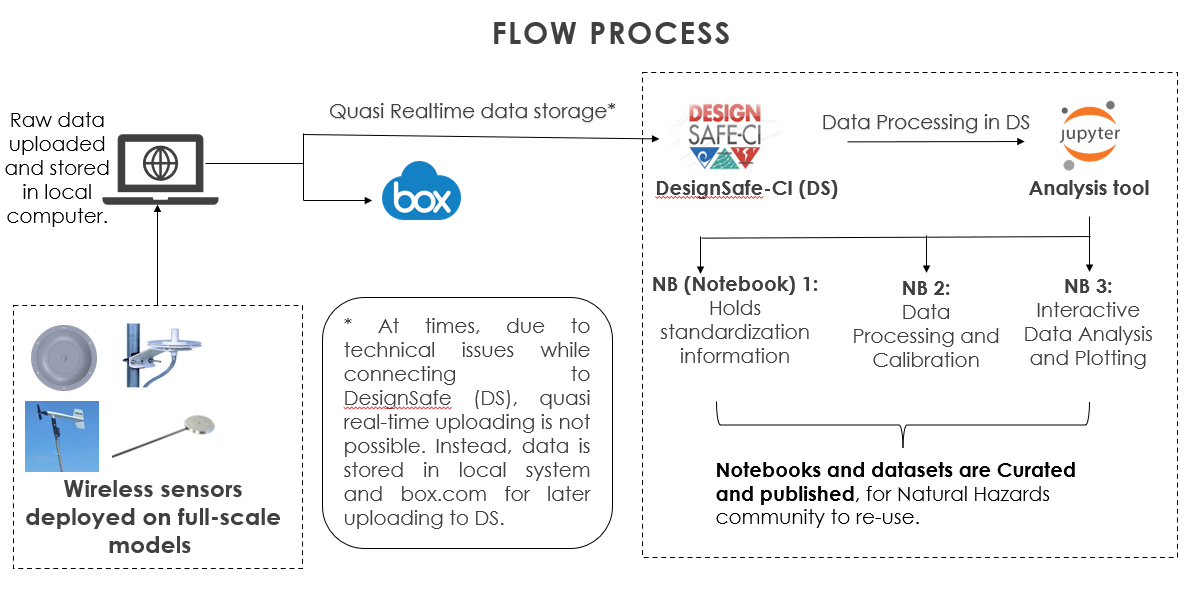 FLOW PROCESS
Raw data
uploaded
and stored
in local
computer.
Quasi Realtime data storage*
box
DESIGN
SAFE-CI
DesignSafe-CI (DS)
Data Processing in DS
jupyter
Analysis tool
NB (Notebook) 1:
Holds
standardization
information
NB 2:
Data
Processing and
Calibration
NB 3:
Interactive
Data Analysis
and Plotting
Wireless sensors
deployed on full-scale
models
* At times, due to
technical issues while
connecting to
DesignSafe (DS), quasi
real-time uploading is not
possible. Instead, data is
stored in local system
and box.com for later
uploading to DS.
Notebooks and datasets are Curated
and published, for Natural Hazards
community to re-use.